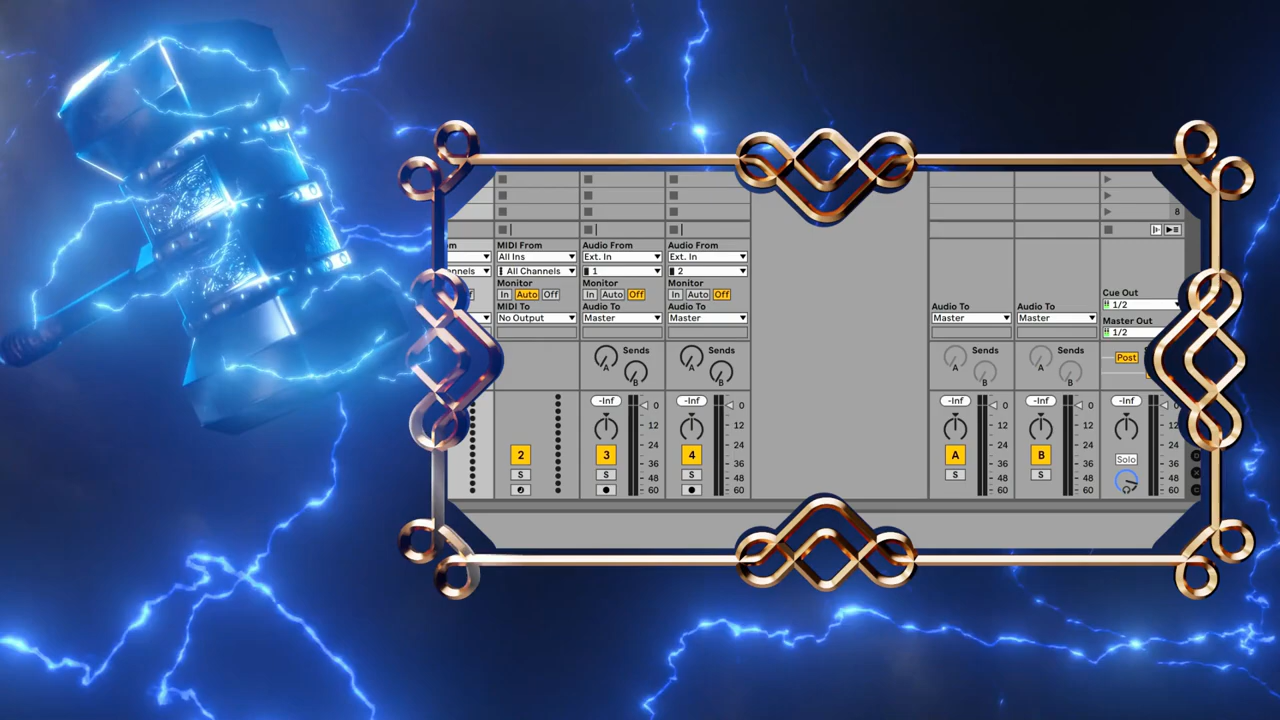 8
MIDI From Audio From Audio From
All Ins Ext. In Ext. In
All Channels 1 2
Monitor Monitor Monitor Cue Out
In Auto Off In Auto Off In Auto Off 1/2
MIDI To Audio To Audio To Audio To Audio To
No Output Master Master Master Master Master Out
1/2
Sends Sends Sends Sends Post
A A A A
B B B B
-Inf -Inf -Inf -Inf -Inf
0 0 0 0 0
12 12 12 12 12
24 24 24 24 24
2 3 4 A B Solo
36 36 36 36 36
S S S S S
48 48 48 48 48
60 60 60 60 60